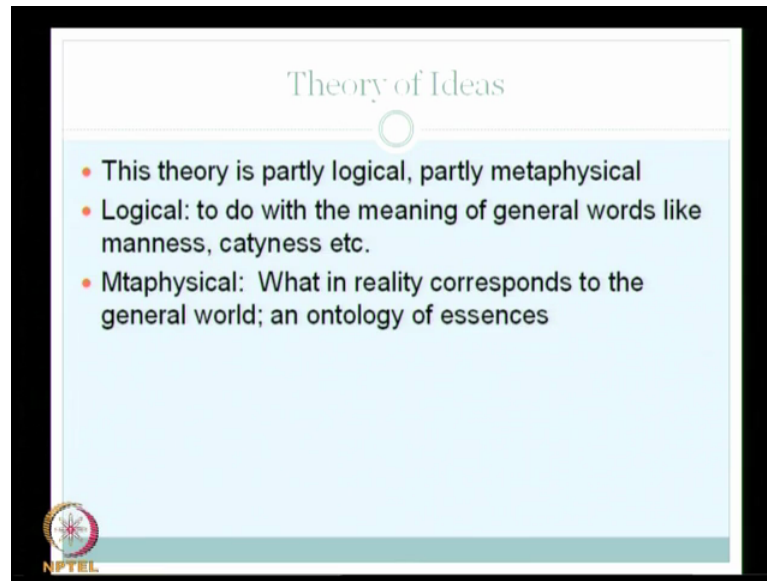 Theory of Ideas
This theory is partly logical, partly metaphysical
Logical: to do with the meaning of general words like
manness, catyness etc.
Mtaphysical:  What in reality corresponds to the
general world; an ontology of essences
NPTEL